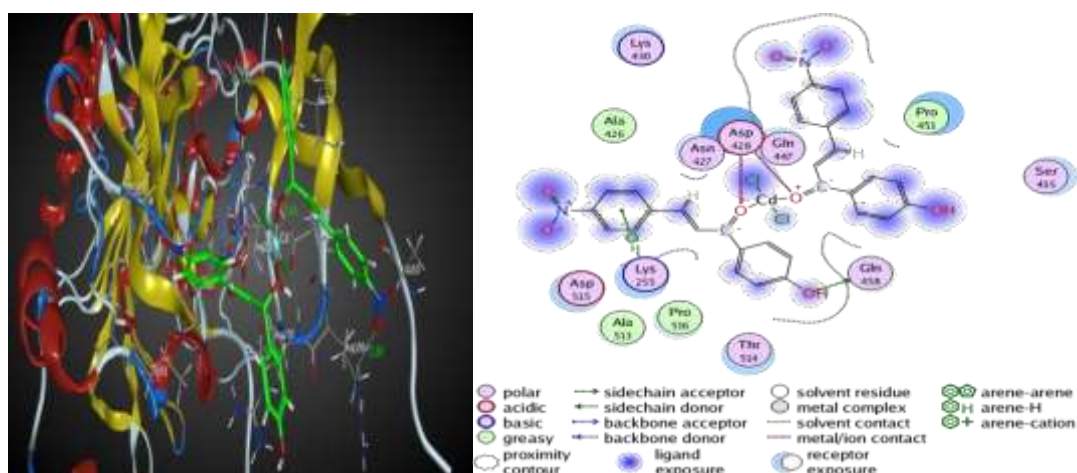 Lys
430
O
O
N
Ala
426
Asp
428
Asn
427
Gln
447
Pro
451
Ser
H
Cl
O
N
O
H
O
Cd
O
C
Cl
C
OH
H
Lys
255
Asp
515
Ala
513
Pro
516
OH
Gln
458
Thr
514
polar
acidic
basic
greasy
proximity
contour
sidechain acceptor
sidechain donor
backbone acceptor
backbone donor
ligand
exposure
solvent residue
metal complex
solvent contact
metal/ion contact
receptor
exposure
arene-arene
H arene-H
+ arene-cation